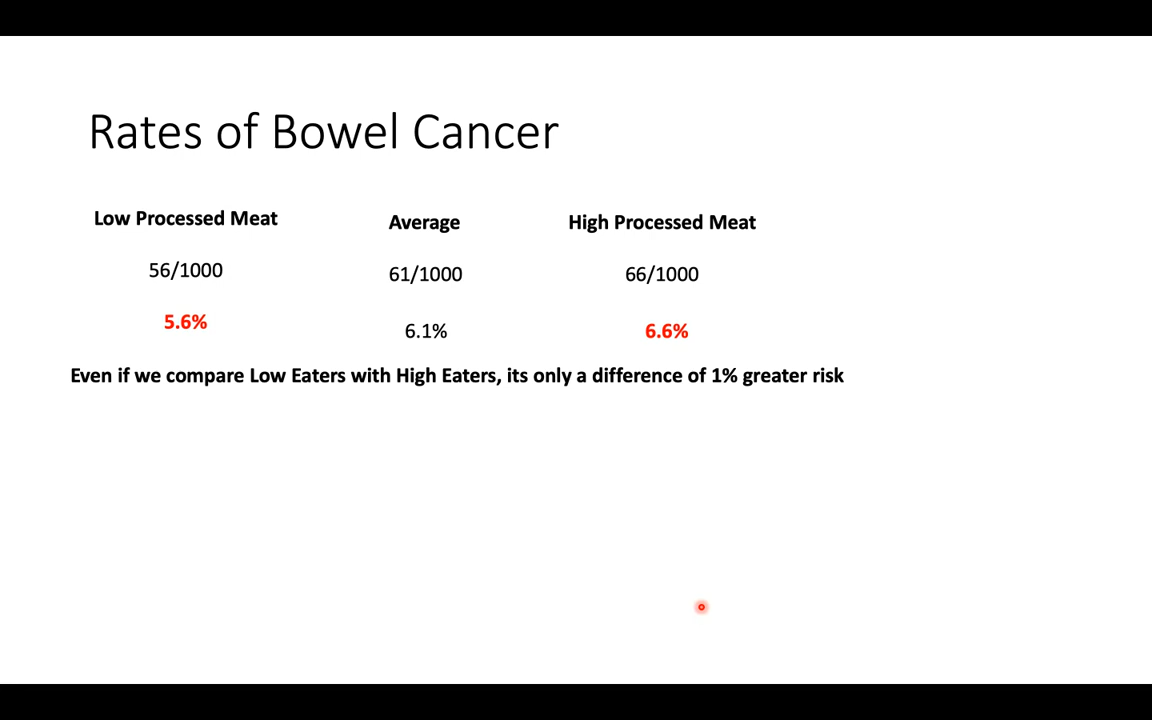 Rates of Bowel Cancer
Low Processed Meat Average High Processed Meat
56/1000 61/1000 66/1000
5.6% 6.1% 6.6%
Even if we compare Low Eaters with High Eaters, its only a difference of 1% greater risk